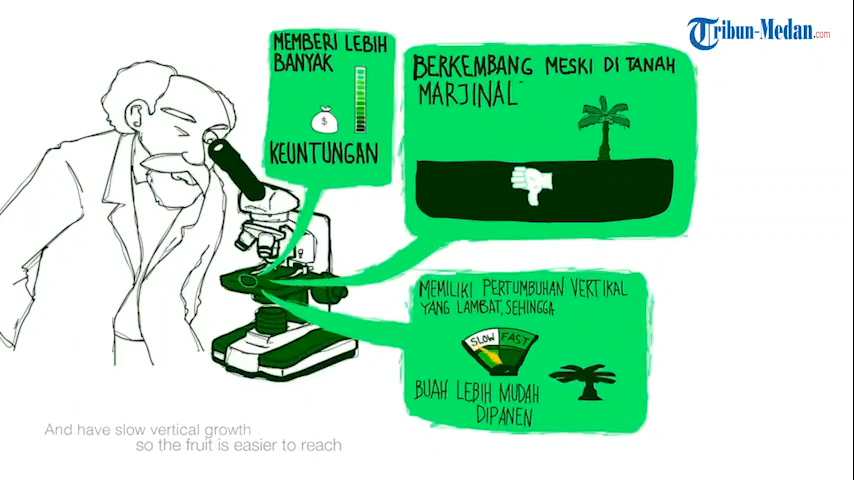 Tribun-Medan.com
MEMBERI LEBIH
BANYAK
$
KEUNTUNGAN
BERKEMBANG MESKI DI TANAH
MARJINAL
MEMILIKI PERTUMBUHAN VERTIKAL
YANG LAMBAT, SEHINGGA
SLOW FAST
BUAH LEBIH MUDAH
DIPANEN
And have slow vertical growth
so the fruit is easier to reach